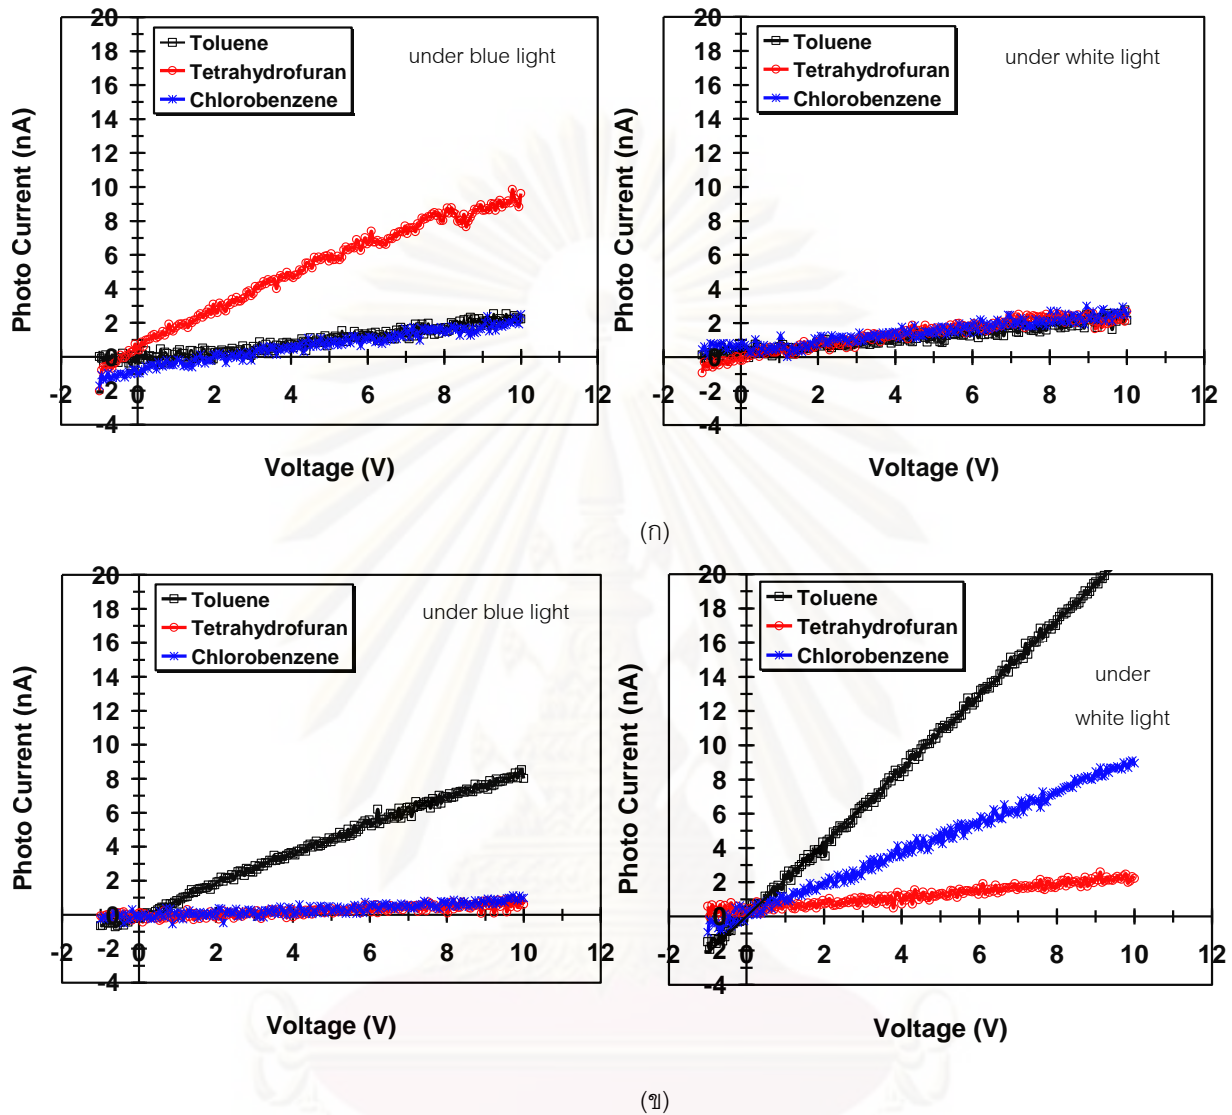 20
18
16
14
12
10
8
6
4
2
0
-2
-4
-2 0 2 4 6 8 10 12
Photo Current (nA)
Voltage (V)
Toluene
Tetrahydrofuran
Chlorobenzene
under blue light
20
18
16
14
12
10
8
6
4
2
0
-2
-4
-2 0 2 4 6 8 10 12
Photo Current (nA)
Voltage (V)
Toluene
Tetrahydrofuran
Chlorobenzene
under white light
(ก)
20
18
16
14
12
10
8
6
4
2
0
-2
-4
-2 0 2 4 6 8 10 12
Photo Current (nA)
Voltage (V)
Toluene
Tetrahydrofuran
Chlorobenzene
under blue light
20
18
16
14
12
10
8
6
4
2
0
-2
-4
-2 0 2 4 6 8 10 12
Photo Current (nA)
Voltage (V)
Toluene
Tetrahydrofuran
Chlorobenzene
under
white light
(ข)